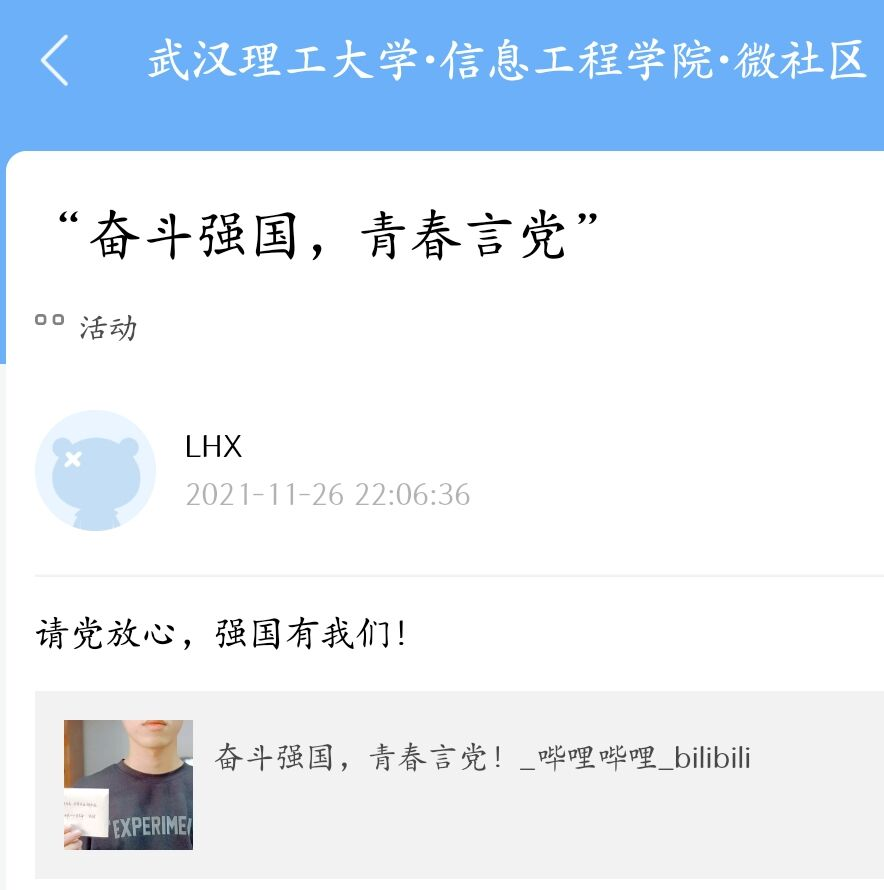 武汉理工大学·信息工程学院·微社区
“奋斗强国，青春言党”
活动
LHX
2021-11-26 22:06:36
请党放心，强国有我们！
奋斗强国，青春言党！_哔哩哔哩_bilibili
EXPERIME